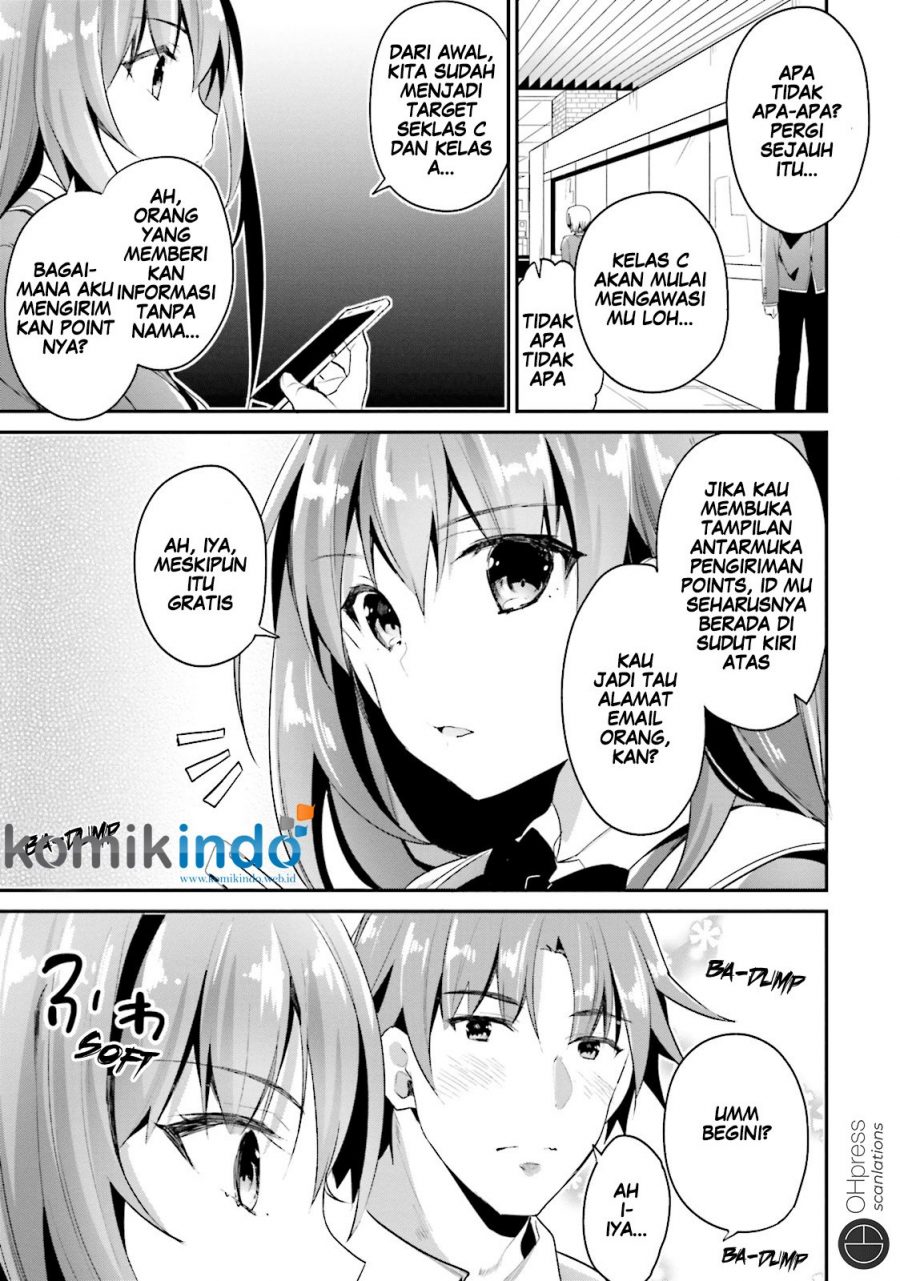 APA
TIDAK
APA-APA?
PERGI
SEJAUH
ITU...
KELAS C
AKAN MULAI
MENGAWASI
MU LOH...
TIDAK
APA
TIDAK
APA
DARI AWAL,
KITA SUDAH
MENJADI
TARGET
SEKLAS C
DAN KELAS
A...
AH,
ORANG
YANG
MEMBERI
KAN
INFORMASI
TANPA
NAMA...
BAGAI-
MANA AKU
MENGIRIM
KAN POINT
NYA?
JIKA KAU
MEMBUKA
TAMPILAN
ANTARMUKA
PENGIRIMAN
POINTS, ID MU
SEHARUSNYA
BERADA DI
SUDUT KIRI
ATAS
KAU
JADI TAU
ALAMAT
EMAIL
ORANG,
KAN?
AH, IYA,
MESKIPUN
ITU
GRATIS
BA-DUMP
komikindo
www.komikindo.web.id
BA-DUMP
UMM
BEGINI?
AH
I-
IYA...
BA-DUMP
ふわ
SOFT
OHpress
scanlations